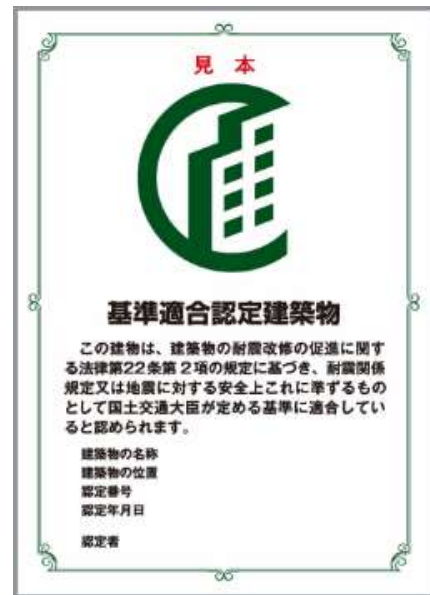 見本
基準適合認定建築物
この建物は、建築物の耐震改修の促進に関す
る法律第22条第2項の規定に基づき、耐震関係
規定又は地震に対する安全上これに準ずるもの
として国土交通大臣が定める基準に適合してい
ると認められます。
建築物の名称
建築物の位置
認定番号
認定年月日
認定者